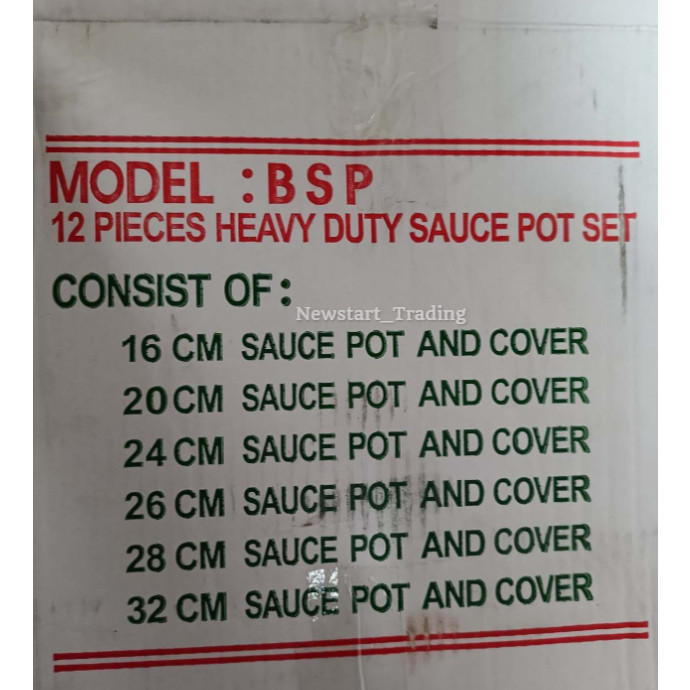 MODEL : BSP
12 PIECES HEAVY DUTY SAUCE POT SET
CONSIST OF :
Newstart_Trading
16 CM SAUCE POT AND COVER
20 CM SAUCE POT AND COVER
24 CM SAUCE POT AND COVER
26 CM SAUCE POT AND COVER
28 CM SAUCE POT AND COVER
32 CM SAUCE POT AND COVER